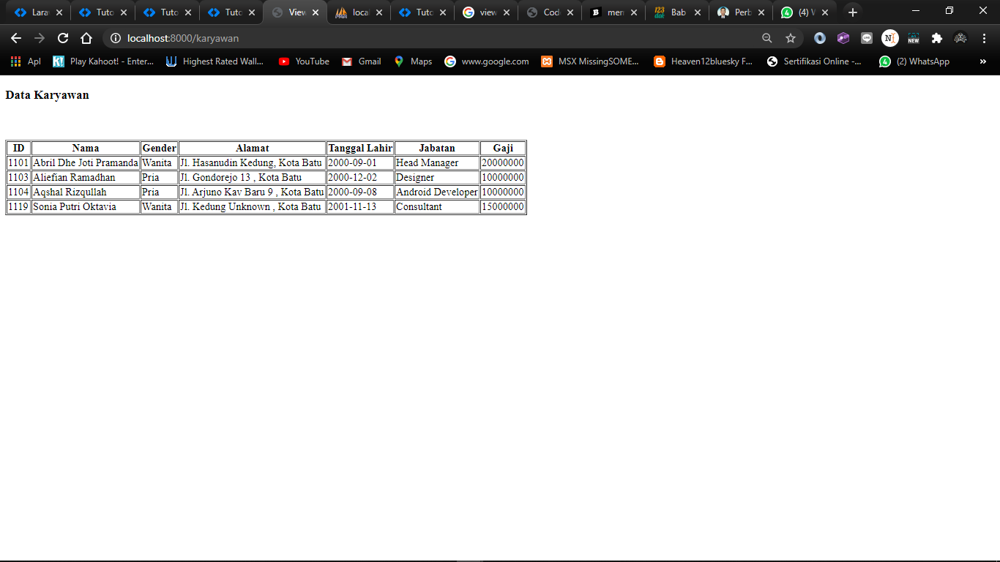 Lara Tuto Tuto Tuto View local Tuto view Code men Bab Perb (4) W
localhost:8000/karyawan
Apl Play Kahoot! - Enter... Highest Rated Wall... YouTube Gmail Maps www.google.com MSX MissingSOME... Heaven12bluesky F... Sertifikasi Online -... (2) WhatsApp »
Data Karyawan
ID Nama Gender Alamat Tanggal Lahir Jabatan Gaji
1101 Abril Dhe Joti Pramanda Wanita Jl. Hasanudin Kedung, Kota Batu 2000-09-01 Head Manager 20000000
1103 Aliefian Ramadhan Pria Jl. Gondorejo 13 , Kota Batu 2000-12-02 Designer 10000000
1104 Aqshal Rizqullah Pria Jl. Arjuno Kav Baru 9 , Kota Batu 2000-09-08 Android Developer 10000000
1119 Sonia Putri Oktavia Wanita Jl. Kedung Unknown , Kota Batu 2001-11-13 Consultant 15000000